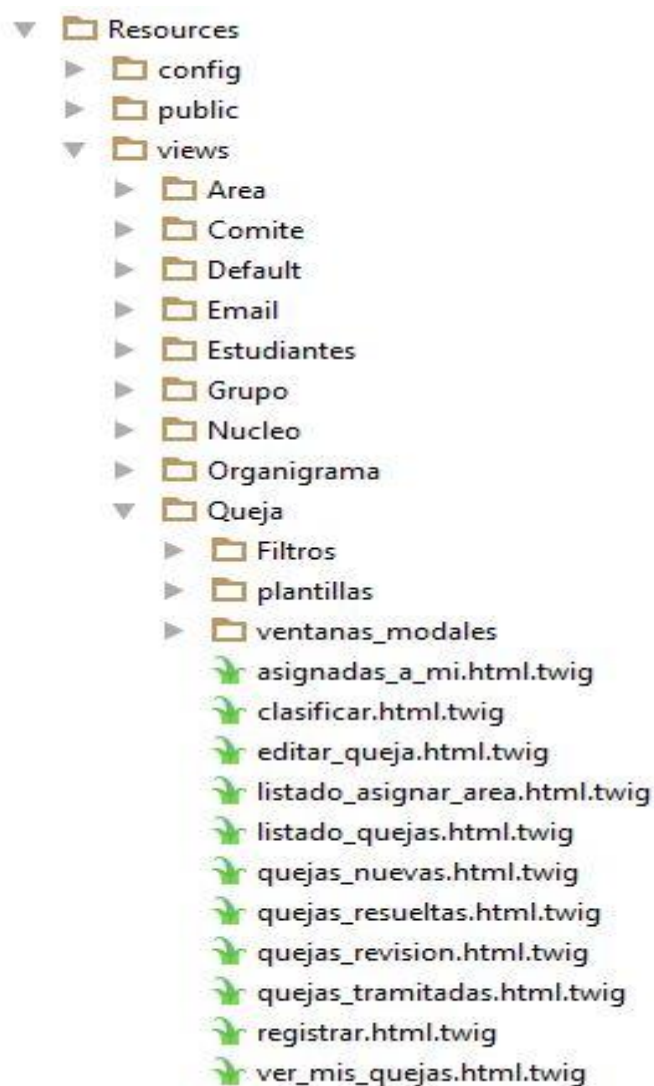 Resources
config
public
views
Area
Comite
Default
Email
Estudiantes
Grupo
Nucleo
Organigrama
Queja
Filtros
plantillas
ventanas_modales
asignadas_a_mi.html.twig
clasificar.html.twig
editar_queja.html.twig
listado_asignar_area.html.twig
listado_quejas.html.twig
quejas_nuevas.html.twig
quejas_resueltas.html.twig
quejas_revision.html.twig
quejas_tramitadas.html.twig
registrar.html.twig
ver_mis_quejas.html.twig